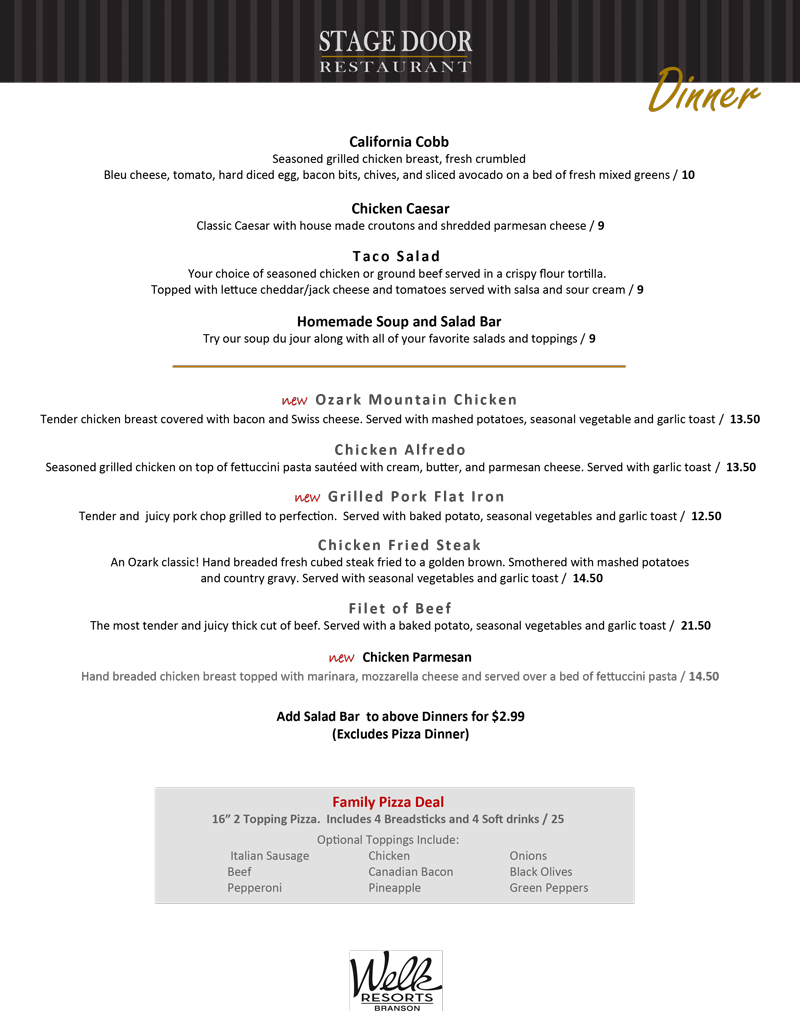 STAGE DOOR
RESTAURANT
Dinner
California Cobb
Seasoned grilled chicken breast, fresh crumbled
Bleu cheese, tomato, hard diced egg, bacon bits, chives, and sliced avocado on a bed of fresh mixed greens / 10
Chicken Caesar
Classic Caesar with house made croutons and shredded parmesan cheese / 9
Taco Salad
Your choice of seasoned chicken or ground beef served in a crispy flour tortilla.
Topped with lettuce cheddar/jack cheese and tomatoes served with salsa and sour cream / 9
Homemade Soup and Salad Bar
Try our soup du jour along with all of your favorite salads and toppings / 9
new Ozark Mountain Chicken
Tender chicken breast covered with bacon and Swiss cheese. Served with mashed potatoes, seasonal vegetable and garlic toast / 13.50
Chicken Alfredo
Seasoned grilled chicken on top of fettuccini pasta sautéed with cream, butter, and parmesan cheese. Served with garlic toast / 13.50
new Grilled Pork Flat Iron
Tender and juicy pork chop grilled to perfection. Served with baked potato, seasonal vegetables and garlic toast / 12.50
Chicken Fried Steak
An Ozark classic! Hand breaded fresh cubed steak fried to a golden brown. Smothered with mashed potatoes
and country gravy. Served with seasonal vegetables and garlic toast / 14.50
Filet of Beef
The most tender and juicy thick cut of beef. Served with a baked potato, seasonal vegetables and garlic toast / 21.50
new Chicken Parmesan
Hand breaded chicken breast topped with marinara, mozzarella cheese and served over a bed of fettuccini pasta / 14.50
Add Salad Bar to above Dinners for $2.99
(Excludes Pizza Dinner)
Family Pizza Deal
16” 2 Topping Pizza. Includes 4 Breadsticks and 4 Soft drinks / 25
Optional Toppings Include:
Italian Sausage Chicken Onions
Beef Canadian Bacon Black Olives
Pepperoni Pineapple Green Peppers
Welk
RESORTS
BRANSON